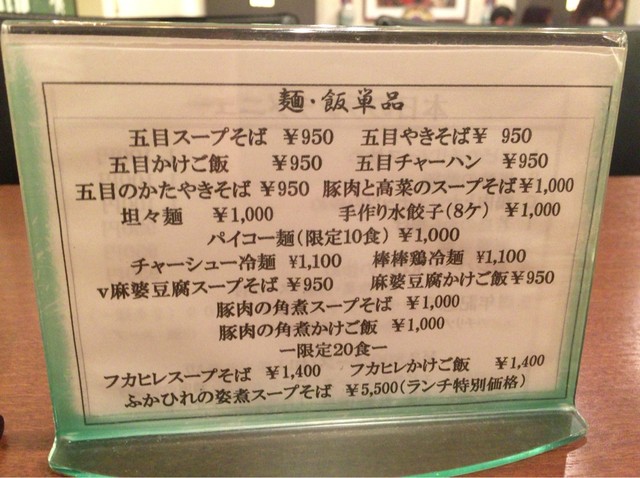 麺・飯単品
五目スープそば ￥950 五目やきそば￥ 950
五目かけご飯 ￥950 五目チャーハン ￥950
五目のかたやきそば ￥950 豚肉と高菜のスープそば￥1,000
坦々麺 ￥1,000 手作り水餃子(8ケ) ￥1,000
パイコー麺(限定10食) ￥1,000
チャーシュー冷麺 ￥1,100 棒棒鶏冷麺 ￥1,100
v麻婆豆腐スープそば ￥950 麻婆豆腐かけご飯￥950
豚肉の角煮スープそば ￥1,000
豚肉の角煮かけご飯 ￥1,000
ー限定20食ー
フカヒレスープそば ￥1,400 フカヒレかけご飯 ￥1,400
ふかひれの姿煮スープそば ￥5,500(ランチ特別価格)